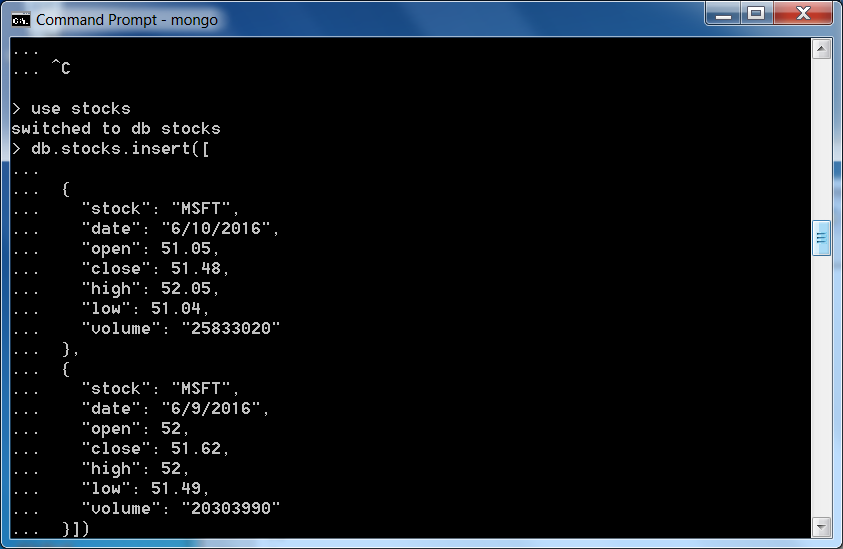 Command Prompt - mongo
...
... ^C
> use stocks
switched to db stocks
> db.stocks.insert([
...
...  {
...    "stock": "MSFT",
...    "date": "6/10/2016",
...    "open": 51.05,
...    "close": 51.48,
...    "high": 52.05,
...    "low": 51.04,
...    "volume": "25833020"
...  },
...  {
...    "stock": "MSFT",
...    "date": "6/9/2016",
...    "open": 52,
...    "close": 51.62,
...    "high": 52,
...    "low": 51.49,
...    "volume": "20303990"
...  }])